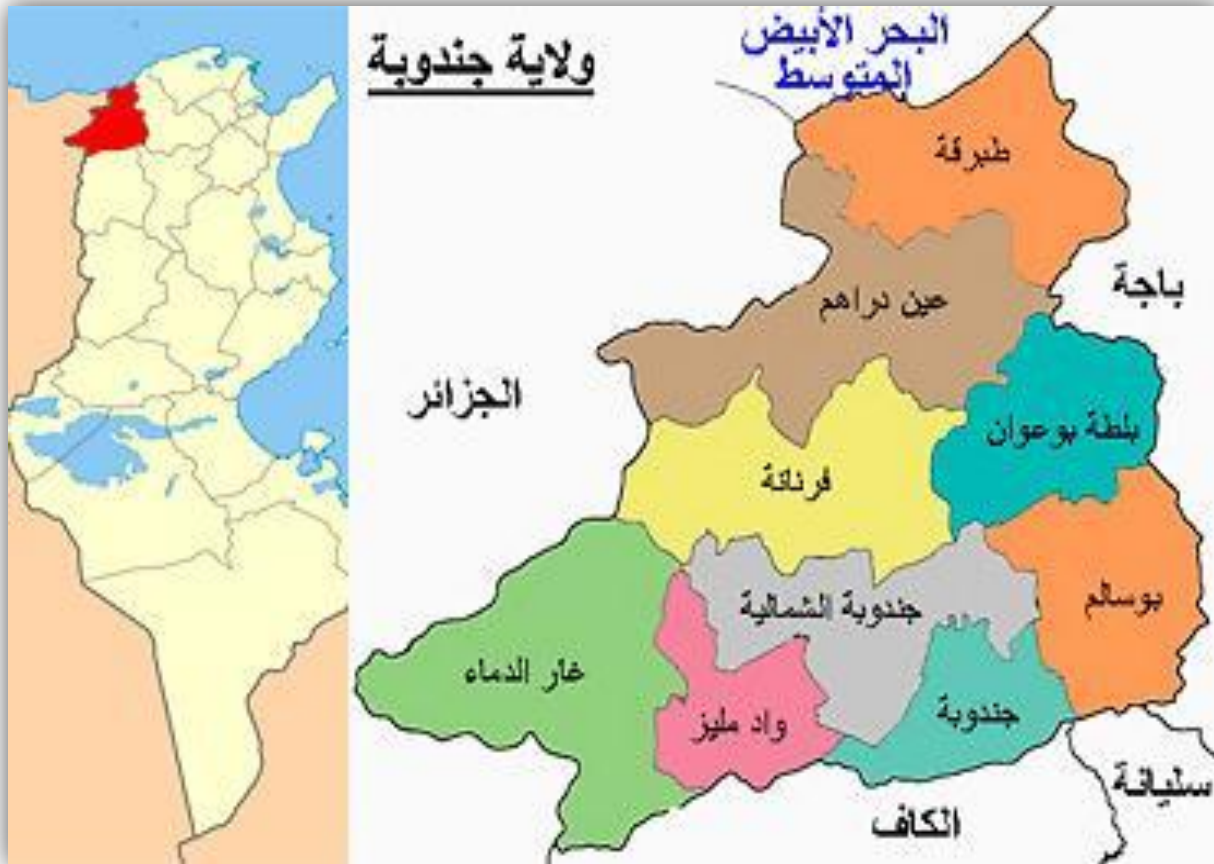 ولاية جندوبة
البحر الأبيض
المتوسط
طبرقة
باجة
عين دراهم
الجزائر
بلطة بوعوان
فرنانة
بوسالم
جندوبة الشمالية
غار الدماء
واد مليز
جندوبة
سليانة
الكاف